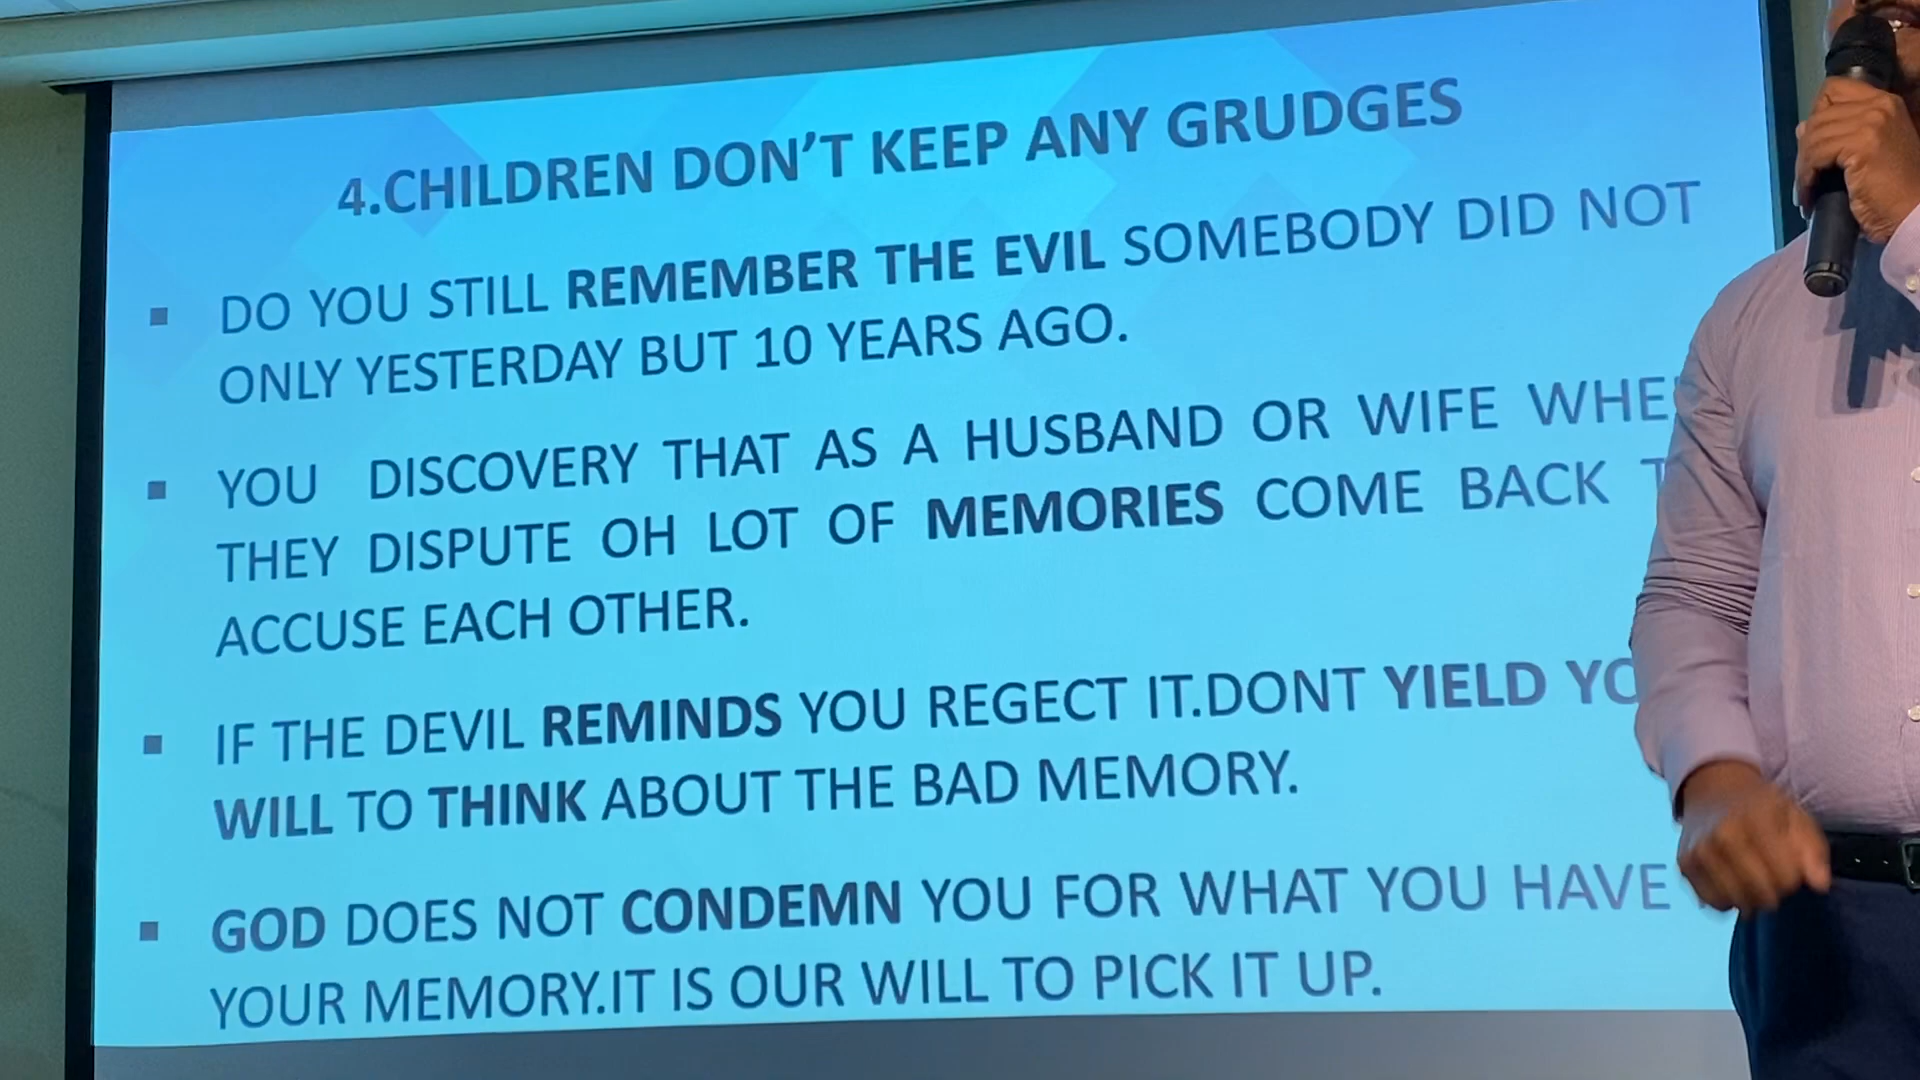 4.CHILDREN DON'T KEEP ANY GRUDGES
▪ DO YOU STILL REMEMBER THE EVIL SOMEBODY DID NOT
ONLY YESTERDAY BUT 10 YEARS AGO.
▪ YOU DISCOVERY THAT AS A HUSBAND OR WIFE
THEY DISPUTE OH LOT OF MEMORIES COME BACK
ACCUSE EACH OTHER.
▪ IF THE DEVIL REMINDS YOU REGECT IT.DONT YIELD
WILL TO THINK ABOUT THE BAD MEMORY.
▪ GOD DOES NOT CONDEMN YOU FOR WHAT YOU HAVE
YOUR MEMORY.IT IS OUR WILL TO PICK IT UP.